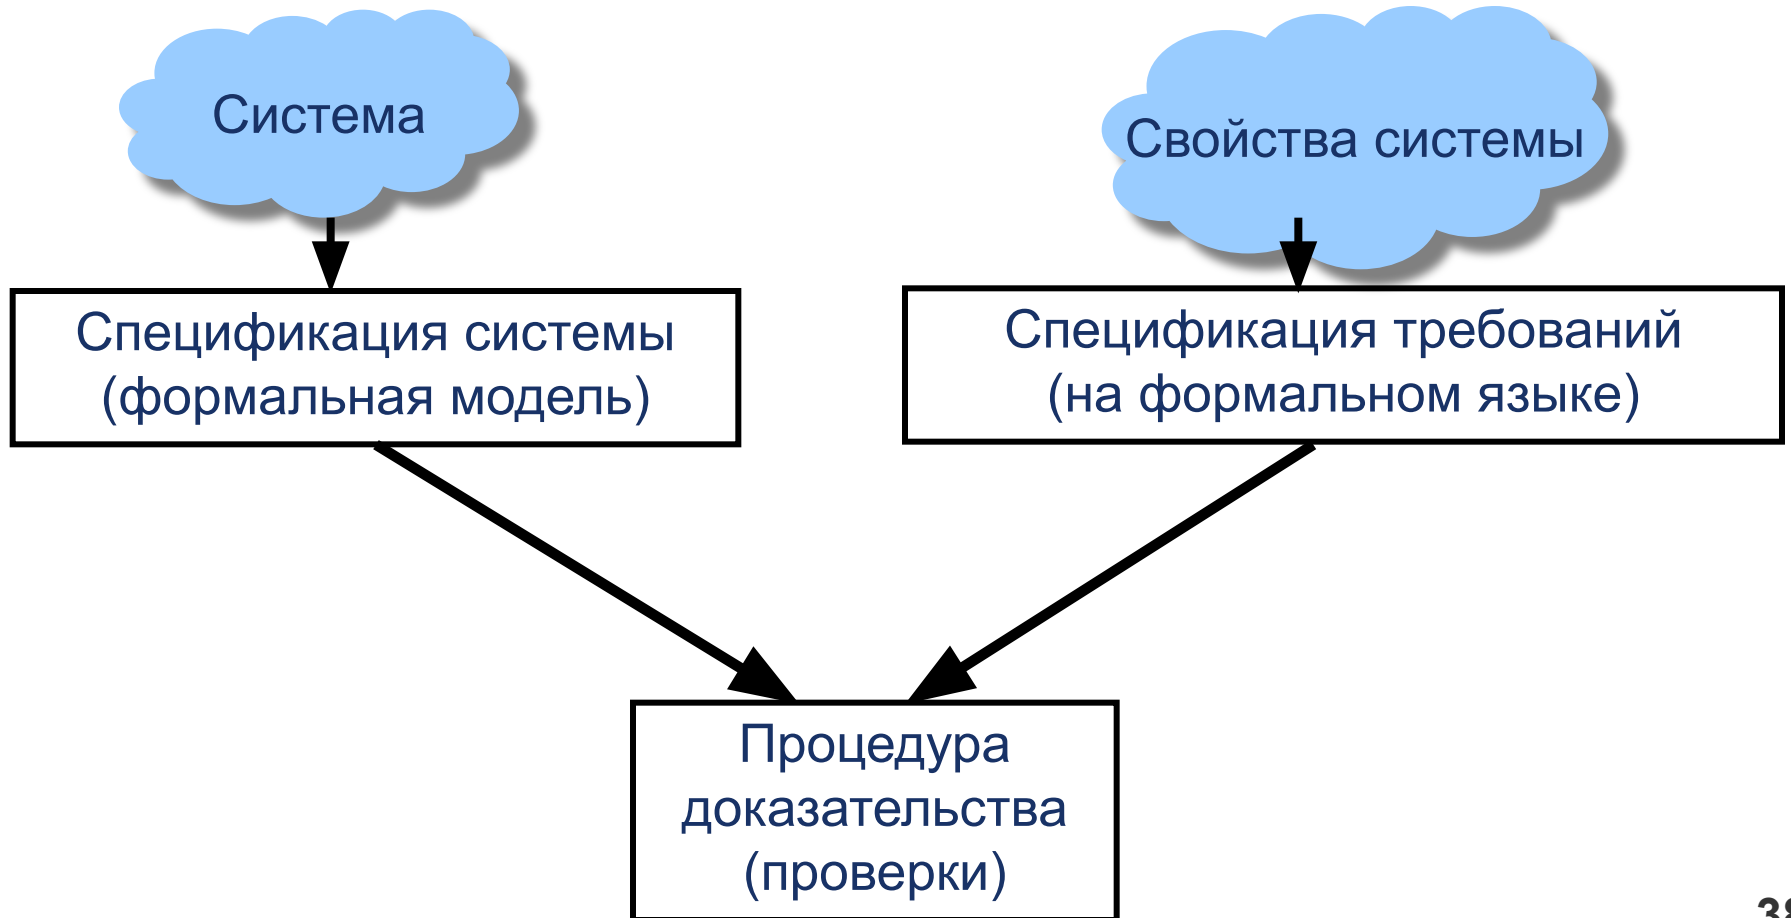 Система
Свойства системы
Спецификация системы
(формальная модель)
Спецификация требований
(на формальном языке)
Процедура
доказательства
(проверки)